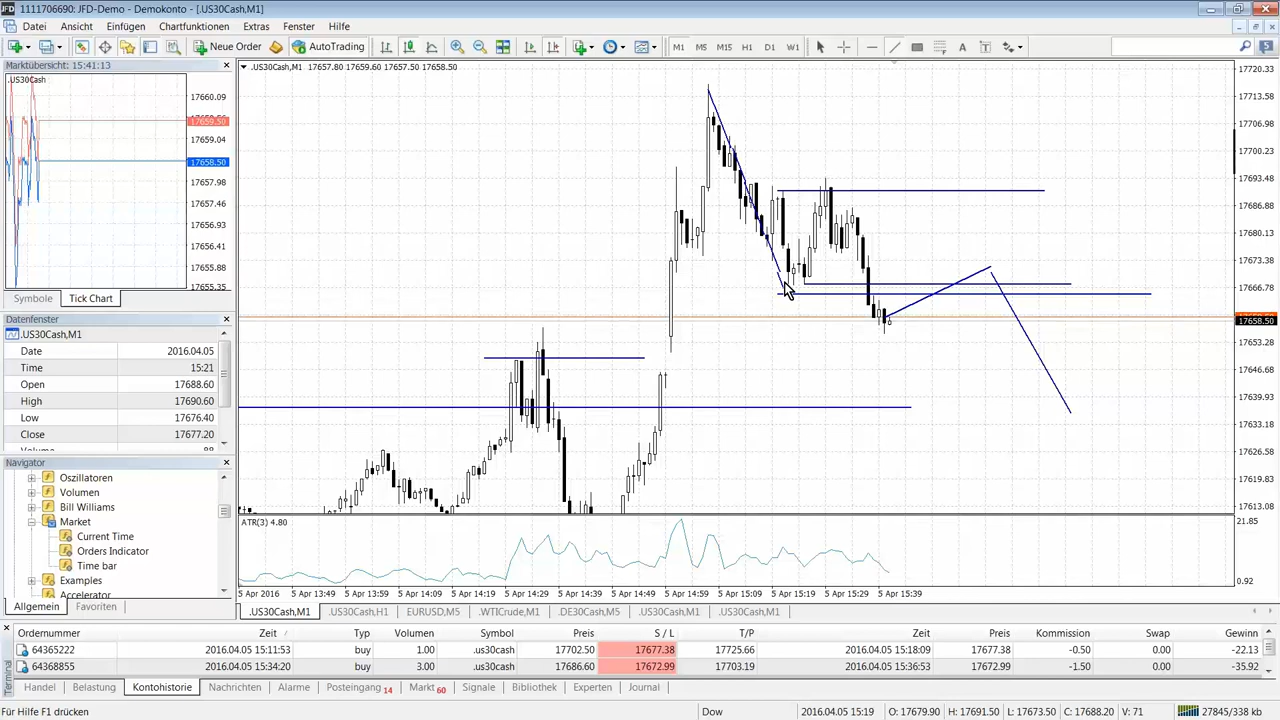 1111706690: JFD-Demo - Demokonto - [.US30Cash,M1]
Datei Ansicht Einfügen Chartfunktionen Extras Fenster Hilfe
Neue Order AutoTrading M1 M5 M15 H1 D1 W1 A T 5
Marktübersicht: 15:41:13
.US30Cash
17660.09
17659.50
17659.04
17658.50
17657.98
17657.46
17656.93
17656.41
17655.88
17655.35
Symbole Tick Chart
Datenfenster
.US30Cash,M1
Date 2016.04.05
Time 15:21
Open 17688.60
High 17690.60
Low 17676.40
Close 17677.20
Navigator
Oszillatoren
Volumen
Bill Williams
Market
Current Time
Orders Indicator
Time bar
Examples
Accelerator
Allgemein Favoriten
.US30Cash,M1 17657.80 17659.60 17657.50 17658.50
17720.33
17713.58
17706.98
17700.23
17693.48
17686.88
17680.13
17673.38
17666.78
17658.50
17653.28
17646.68
17639.93
17633.18
17626.58
17619.83
17613.08
ATR(3) 4.80
21.85
0.92
5 Apr 2016 5 Apr 13:49 5 Apr 13:59 5 Apr 14:09 5 Apr 14:19 5 Apr 14:29 5 Apr 14:39 5 Apr 14:49 5 Apr 14:59 5 Apr 15:09 5 Apr 15:19 5 Apr 15:29 5 Apr 15:39
.US30Cash,M1 .US30Cash,H1 EURUSD,M5 .WTICrude,M1 .DE30Cash,M5 .US30Cash,M1 .US30Cash,M1
Ordernummer Zeit Typ Volumen Symbol Preis S / L T/P Zeit Preis Kommission Swap Gewinn
64365222 2016.04.05 15:11:53 buy 1.00 .us30cash 17702.50 17677.38 17725.66 2016.04.05 15:18:09 17677.38 -0.50 0.00 -22.13
64368855 2016.04.05 15:34:20 buy 3.00 .us30cash 17686.60 17672.99 17703.19 2016.04.05 15:36:53 17672.99 -1.50 0.00 -35.92
Terminal
Handel Belastung Kontohistorie Nachrichten Alarme Posteingang 14 Markt 60 Signale Bibliothek Experten Journal
Für Hilfe F1 drücken Dow 2016.04.05 15:19 O: 17679.90 H: 17691.50 L: 17673.50 C: 17688.20 V: 71 27845/338 kb